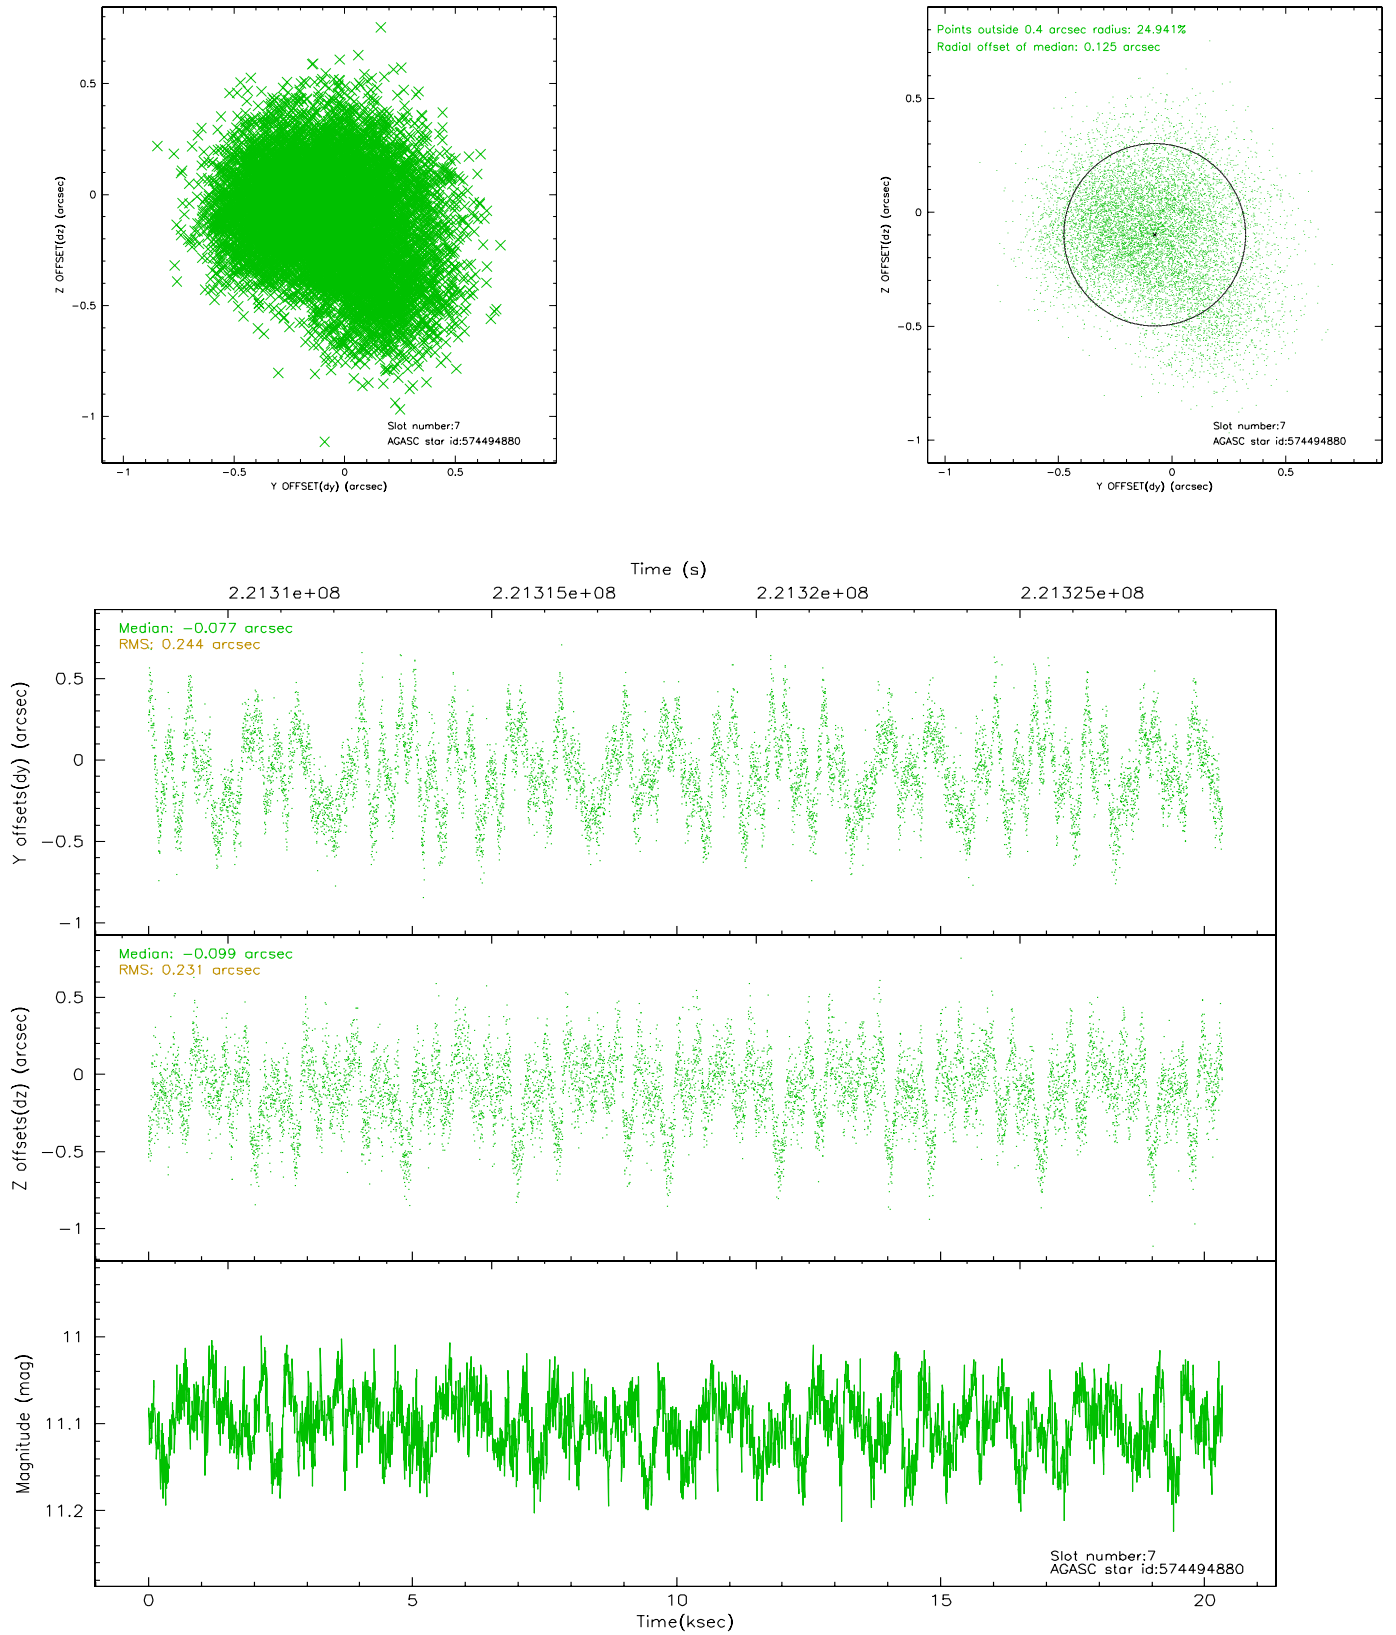 0.5
0
−0.5
−1
Z OFFSET(dz) (arcsec)
Slot number:7
AGASC star id:574494880
−1
−0.5
0
0.5
Y OFFSET(dy) (arcsec)
Points outside 0.4 arcsec radius: 24.941%
Radial offset of median: 0.125 arcsec
0.5
0
−0.5
−1
Z OFFSET(dz) (arcsec)
Slot number:7
AGASC star id:574494880
−1
−0.5
0
0.5
Y OFFSET(dy) (arcsec)
Time (s)
2.2131e+08
2.21315e+08
2.2132e+08
2.21325e+08
Median: −0.077 arcsec
RMS: 0.244 arcsec
0.5
0
−0.5
−1
Y offsets(dy) (arcsec)
Median: −0.099 arcsec
RMS: 0.231 arcsec
0.5
0
−0.5
−1
Z offsets(dz) (arcsec)
11
11.1
11.2
Magnitude (mag)
Slot number:7
AGASC star id:574494880
0
5
10
15
20
Time(ksec)